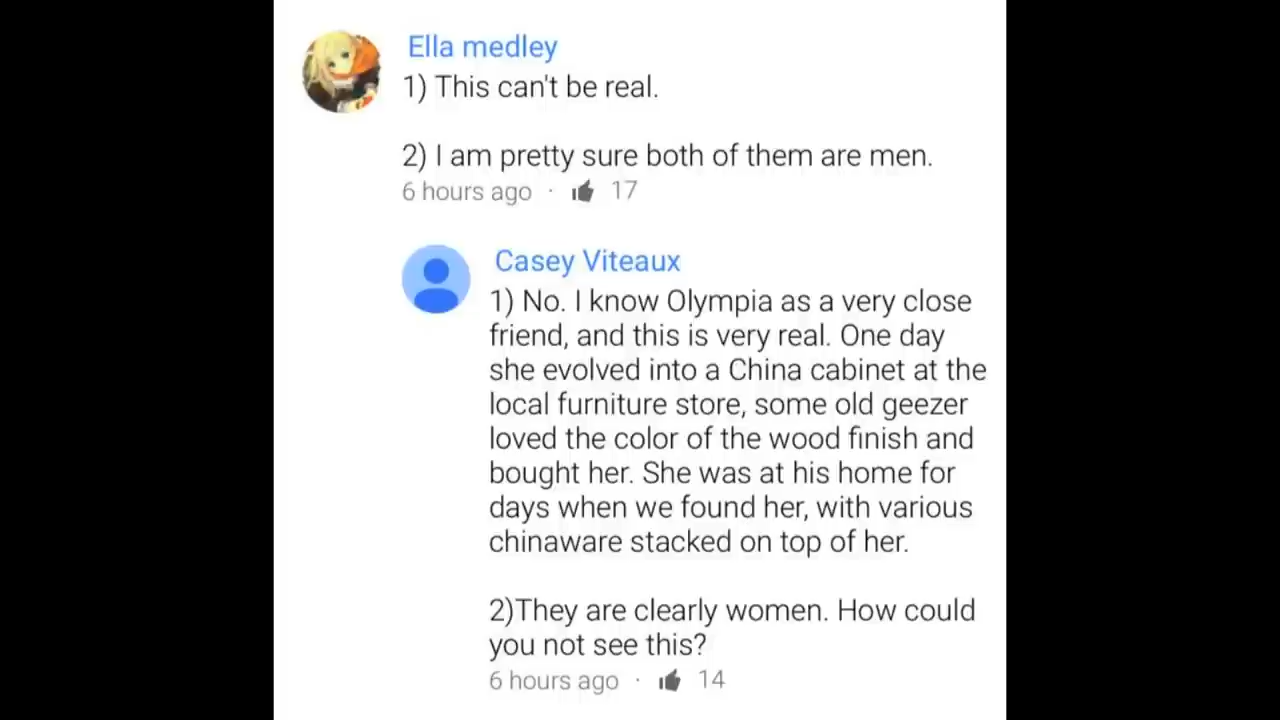 Ella medley
1) This can't be real.
2) I am pretty sure both of them are men.
6 hours ago · 17
Casey Viteaux
1) No. I know Olympia as a very close
friend, and this is very real. One day
she evolved into a China cabinet at the
local furniture store, some old geezer
loved the color of the wood finish and
bought her. She was at his home for
days when we found her, with various
chinaware stacked on top of her.
2)They are clearly women. How could
you not see this?
6 hours ago · 14